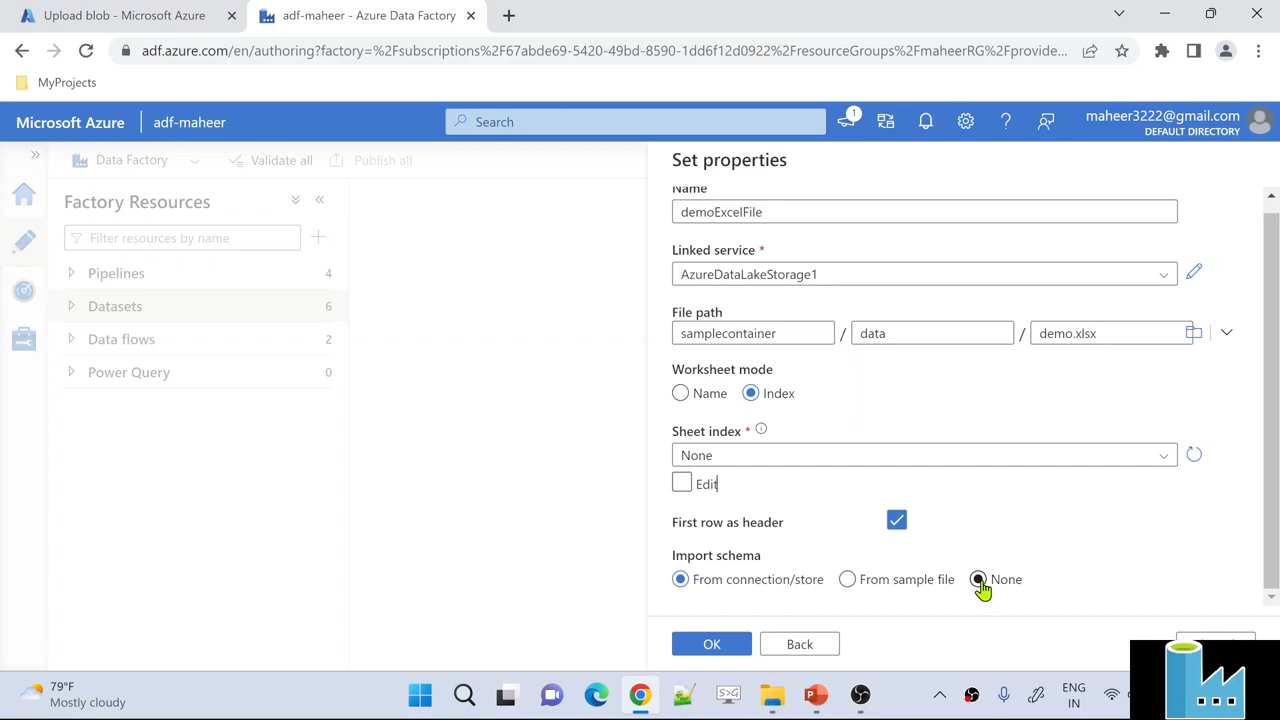 Upload blob - Microsoft Azure
adf-maheer - Azure Data Factory
adf.azure.com/en/authoring?factory=%2Fsubscriptions%2F67abde69-5420-49bd-8590-1dd6f12d0922%2FresourceGroups%2FmaheerRG%2Fprovide...
MyProjects
Microsoft Azure
adf-maheer
Search
1
maheer3222@gmail.com
DEFAULT DIRECTORY
Data Factory
Validate all
Publish all
Factory Resources
Filter resources by name
Pipelines 4
Datasets 6
Data flows 2
Power Query 0
Set properties
Name
demoExcelFile
Linked service *
AzureDataLakeStorage1
File path
samplecontainer / data / demo.xlsx
Worksheet mode
Name Index
Sheet index *
None
Edit
First row as header
Import schema
From connection/store From sample file None
OK Back
79°F
Mostly cloudy
ENG
IN